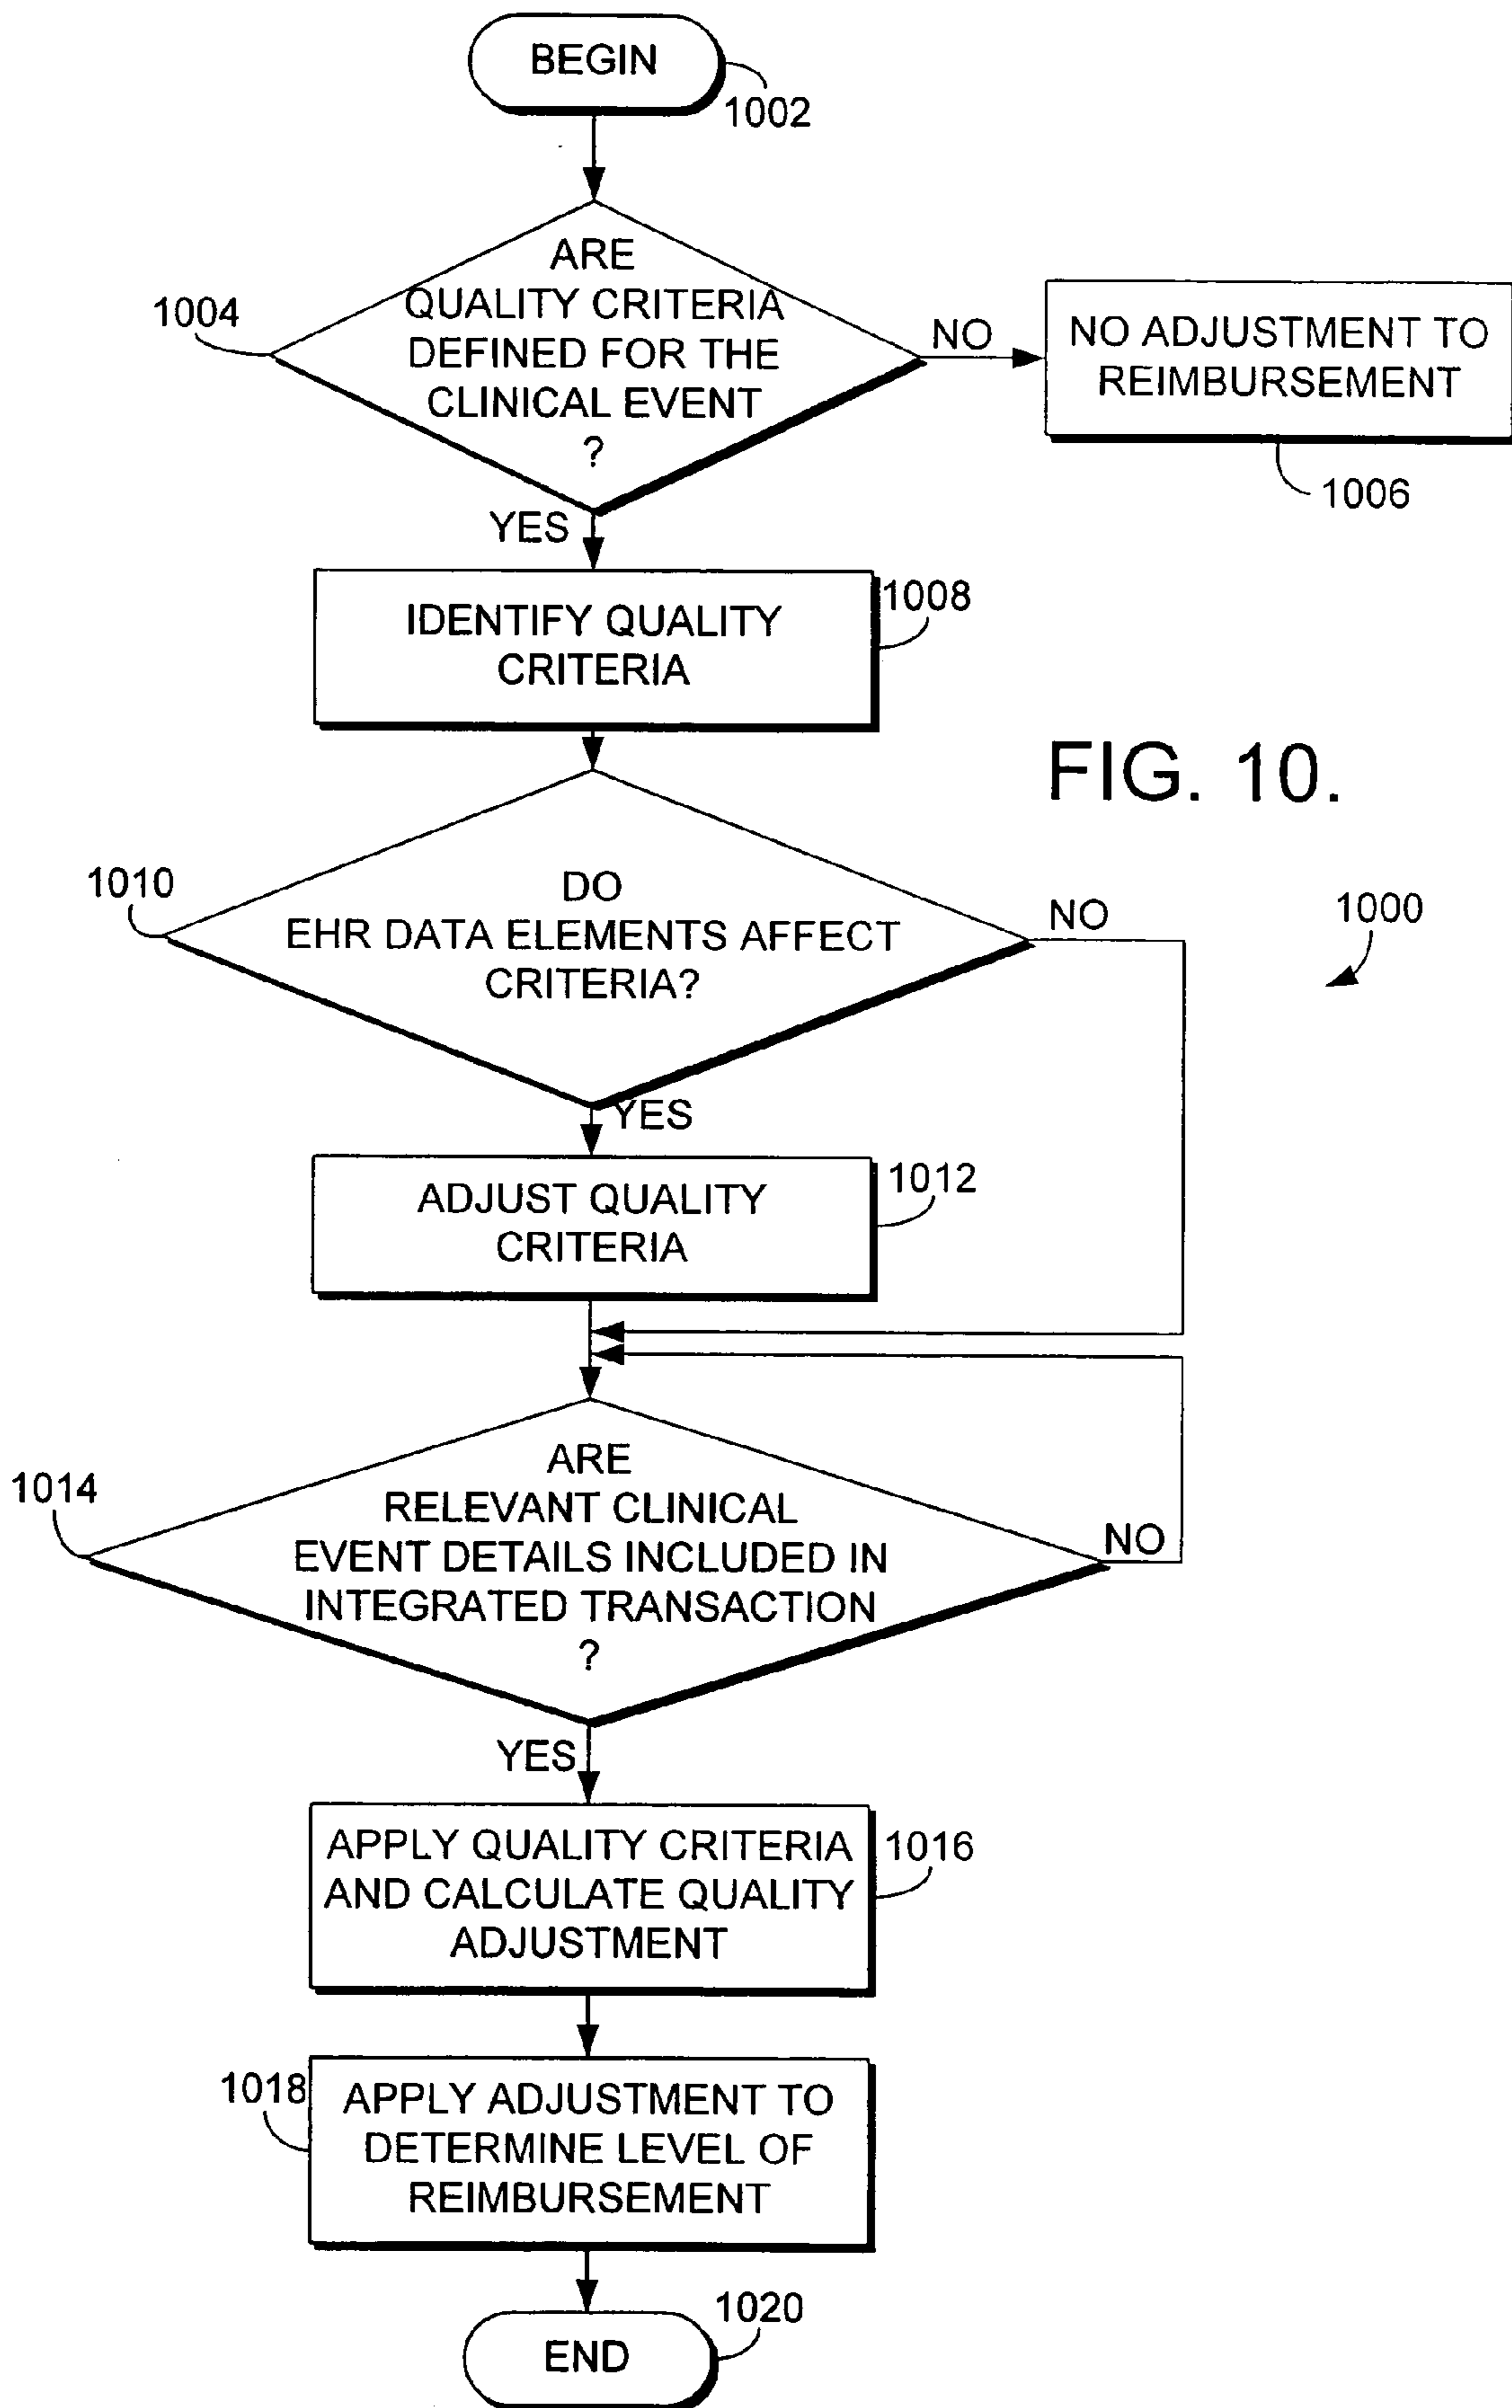 BEGIN
1002
ARE
QUALITY CRITERIA
DEFINED FOR THE
CLINICAL EVENT
?
1004
NO
NO ADJUSTMENT TO
REIMBURSEMENT
1006
YES
IDENTIFY QUALITY
CRITERIA
1008
FIG. 10.
1000
DO
EHR DATA ELEMENTS AFFECT
CRITERIA?
1010
NO
YES
ADJUST QUALITY
CRITERIA
1012
ARE
RELEVANT CLINICAL
EVENT DETAILS INCLUDED IN
INTEGRATED TRANSACTION
?
1014
NO
YES
APPLY QUALITY CRITERIA
AND CALCULATE QUALITY
ADJUSTMENT
1016
1018
APPLY ADJUSTMENT TO
DETERMINE LEVEL OF
REIMBURSEMENT
1020
END